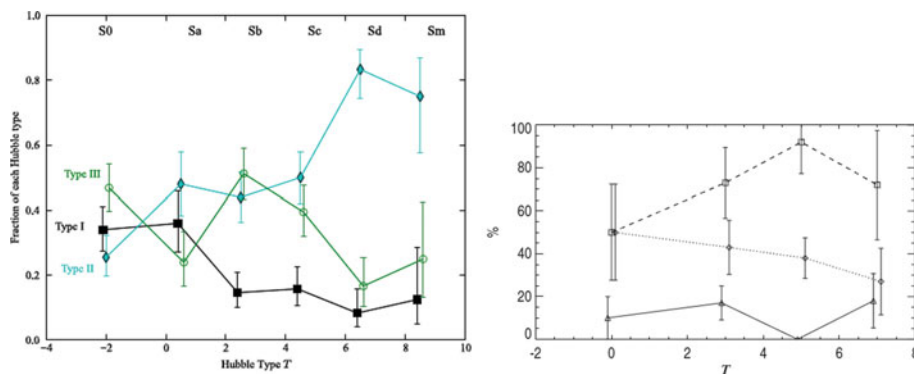 S0 Sa Sb Sc Sd Sm
Fraction of each Hubble type
1.0
0.8
0.6
0.4
0.2
0.0
Type III
Type I
Type II
−4 −2 0 2 4 6 8 10
Hubble Type T
%
100
80
60
40
20
0
-2 0 2 4 6 8
T